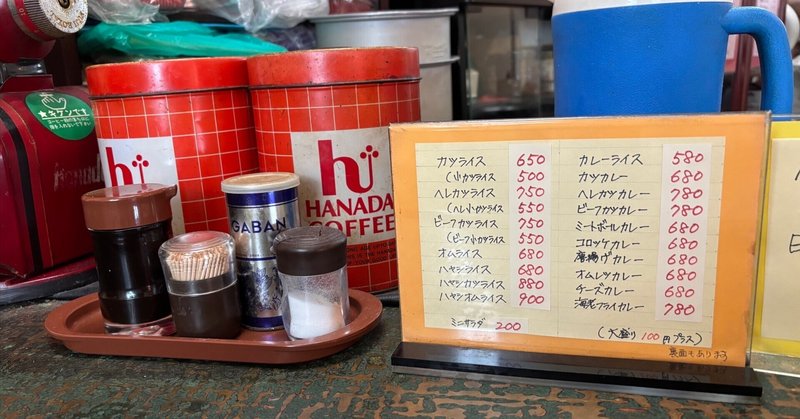 ★キケンです
h
h
HANADA
COFFEE
GABAN
カツライス 650
(小カツライス 500
ヘレカツライス 750
(ヘレ小カツライス 550
ビーフカツライス 750
(ビーフ小カツライス 550
オムライス 680
ハヤシライス 680
ハヤシカツライス 880
ハヤシオムライス 900
ミニサラダ 200
カレーライス 580
カツカレー 680
ヘレカツカレー 780
ビーフカツカレー 780
ミートボールカレー 680
コロッケカレー 680
唐揚げカレー 680
オムレツカレー 680
チーズカレー 680
海老フライカレー 780
(大盛り100円プラス)
裏面もあります